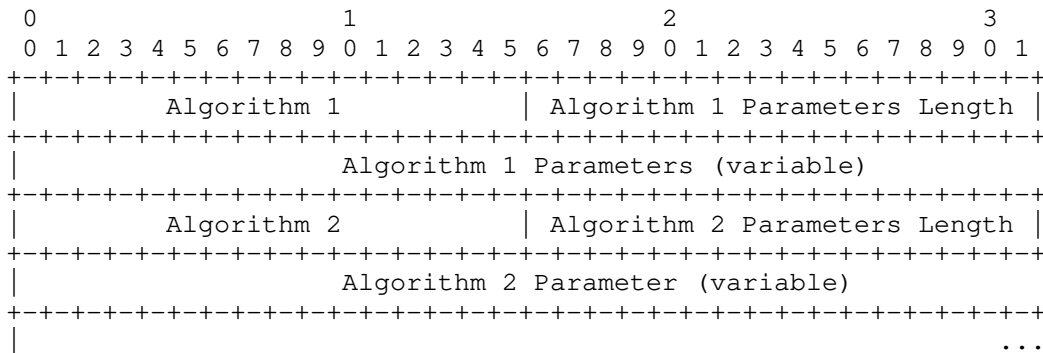 0                   1                   2                   3
 0 1 2 3 4 5 6 7 8 9 0 1 2 3 4 5 6 7 8 9 0 1 2 3 4 5 6 7 8 9 0 1
+-+-+-+-+-+-+-+-+-+-+-+-+-+-+-+-+-+-+-+-+-+-+-+-+-+-+-+-+-+-+-+-+
|         Algorithm 1           | Algorithm 1 Parameters Length |
+-+-+-+-+-+-+-+-+-+-+-+-+-+-+-+-+-+-+-+-+-+-+-+-+-+-+-+-+-+-+-+-+
|                    Algorithm 1 Parameters (variable)
+-+-+-+-+-+-+-+-+-+-+-+-+-+-+-+-+-+-+-+-+-+-+-+-+-+-+-+-+-+-+-+-+
|         Algorithm 2           | Algorithm 2 Parameters Length |
+-+-+-+-+-+-+-+-+-+-+-+-+-+-+-+-+-+-+-+-+-+-+-+-+-+-+-+-+-+-+-+-+
|                    Algorithm 2 Parameter (variable)
+-+-+-+-+-+-+-+-+-+-+-+-+-+-+-+-+-+-+-+-+-+-+-+-+-+-+-+-+-+-+-+-+
|                                                             ...